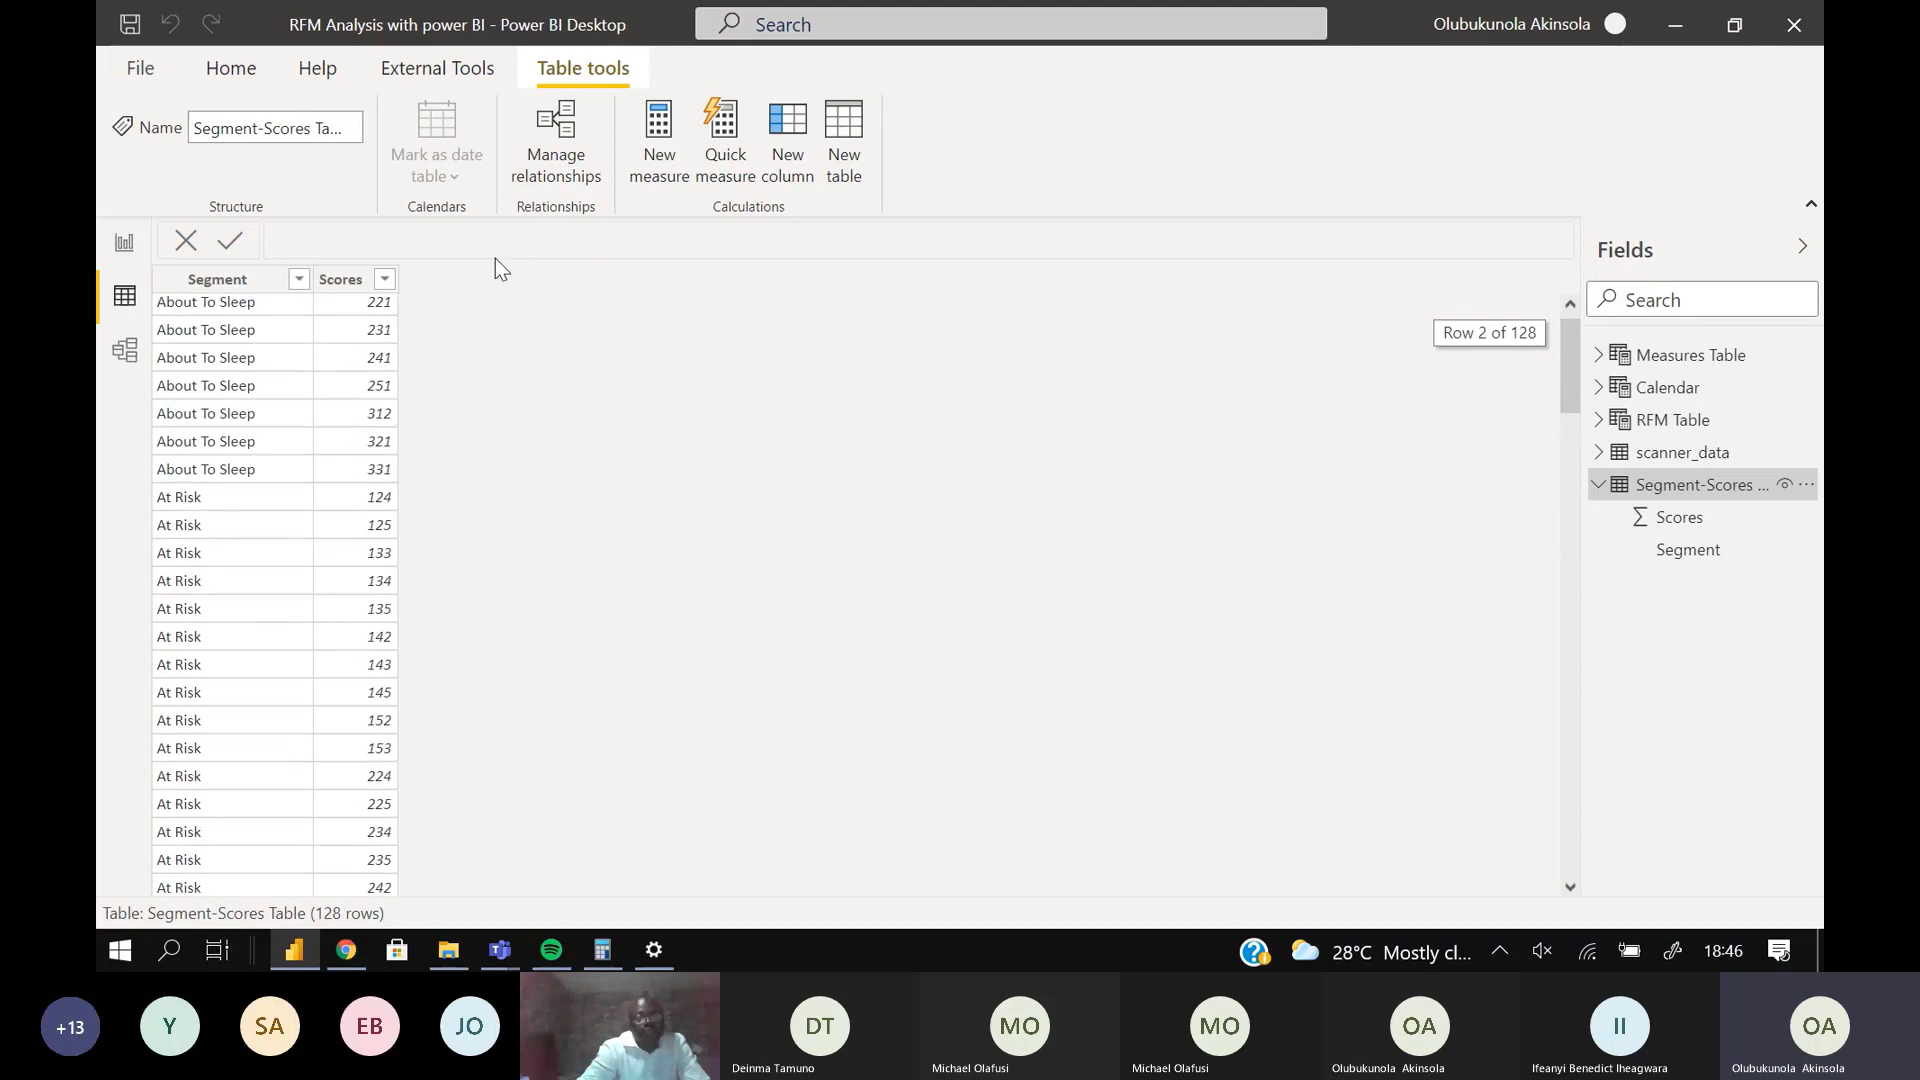 RFM Analysis with power BI - Power BI Desktop
Search
Olubukunola Akinsola
File
Home
Help
External Tools
Table tools
Name
Segment-Scores Ta...
Mark as date
table
Manage
relationships
New
measure
Quick
measure
New
column
New
table
Structure
Calendars
Relationships
Calculations
Segment
Scores
About To Sleep 221
About To Sleep 231
About To Sleep 241
About To Sleep 251
About To Sleep 312
About To Sleep 321
About To Sleep 331
At Risk 124
At Risk 125
At Risk 133
At Risk 134
At Risk 135
At Risk 142
At Risk 143
At Risk 145
At Risk 152
At Risk 153
At Risk 224
At Risk 225
At Risk 234
At Risk 235
At Risk 242
Row 2 of 128
Fields
Search
Measures Table
Calendar
RFM Table
scanner_data
Segment-Scores ...
Scores
Segment
Table: Segment-Scores Table (128 rows)
28°C Mostly cl...
18:46
+13
Y
SA
EB
JO
DT
MO
MO
OA
II
OA
Deinma Tamuno
Michael Olafusi
Michael Olafusi
Olubukunola Akinsola
Ifeanyi Benedict Iheagwara
Olubukunola Akinsola